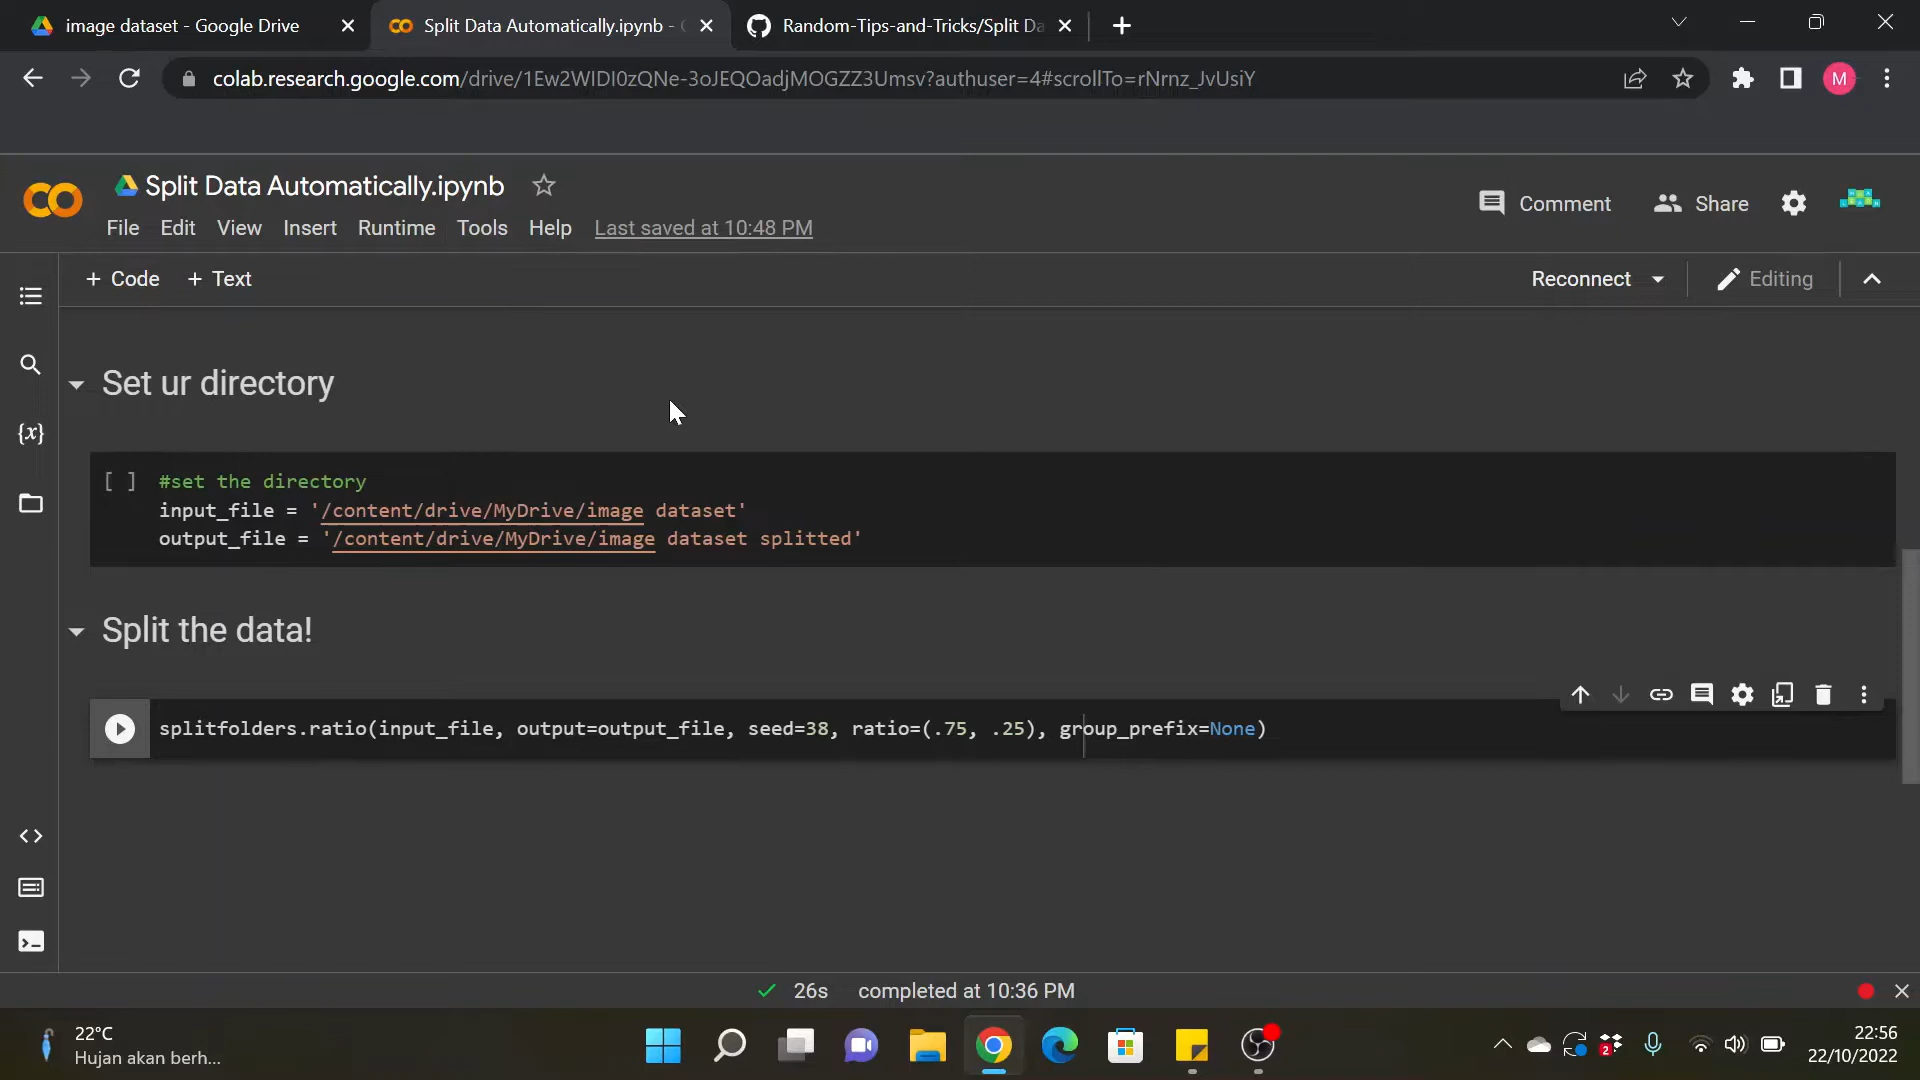 image dataset - Google Drive
Split Data Automatically.ipynb -
Random-Tips-and-Tricks/Split Da
colab.research.google.com/drive/1Ew2WIDI0zQNe-3oJEQOadjMOGZZ3Umsv?authuser=4#scrollTo=rNrnz_JvUsiY
M
Split Data Automatically.ipynb
Comment
Share
File Edit View Insert Runtime Tools Help Last saved at 10:48 PM
+ Code + Text
Reconnect
Editing
Set ur directory
[ ] #set the directory
input_file = '/content/drive/MyDrive/image dataset'
output_file = '/content/drive/MyDrive/image dataset splitted'
Split the data!
splitfolders.ratio(input_file, output=output_file, seed=38, ratio=(.75, .25), group_prefix=None)
26s completed at 10:36 PM
22°C
Hujan akan berh...
2
22:56
22/10/2022